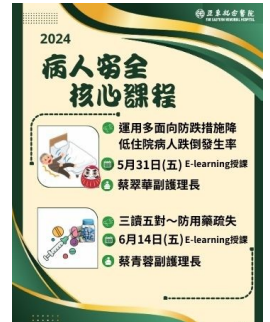 亞東紀念醫院
FAR EASTERN MEMORIAL HOSPITAL
2024
病人安全
核心課程
運用多面向防跌措施降
低住院病人跌倒發生率
5月31日(五) E-learning授課
蔡翠華副護理長
三讀五對～防用藥疏失
6月14日(五) E-learning授課
蔡青蓉副護理長